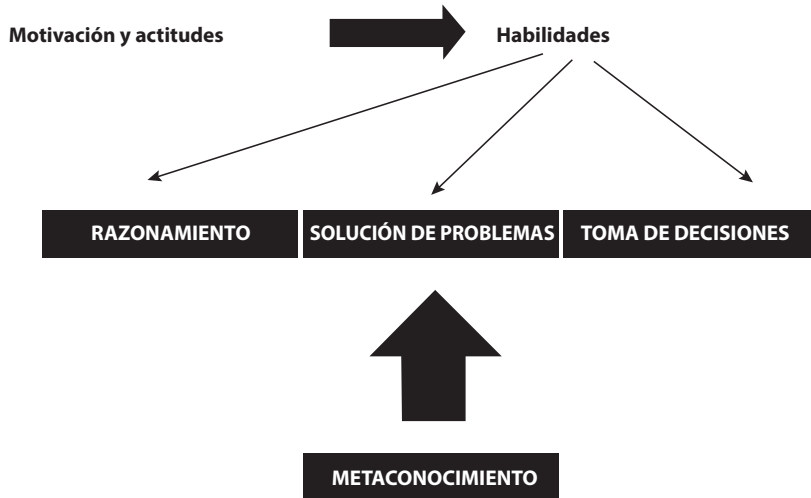 Motivación y actitudes
Habilidades
RAZONAMIENTO
SOLUCIÓN DE PROBLEMAS
TOMA DE DECISIONES
METACONOCIMIENTO